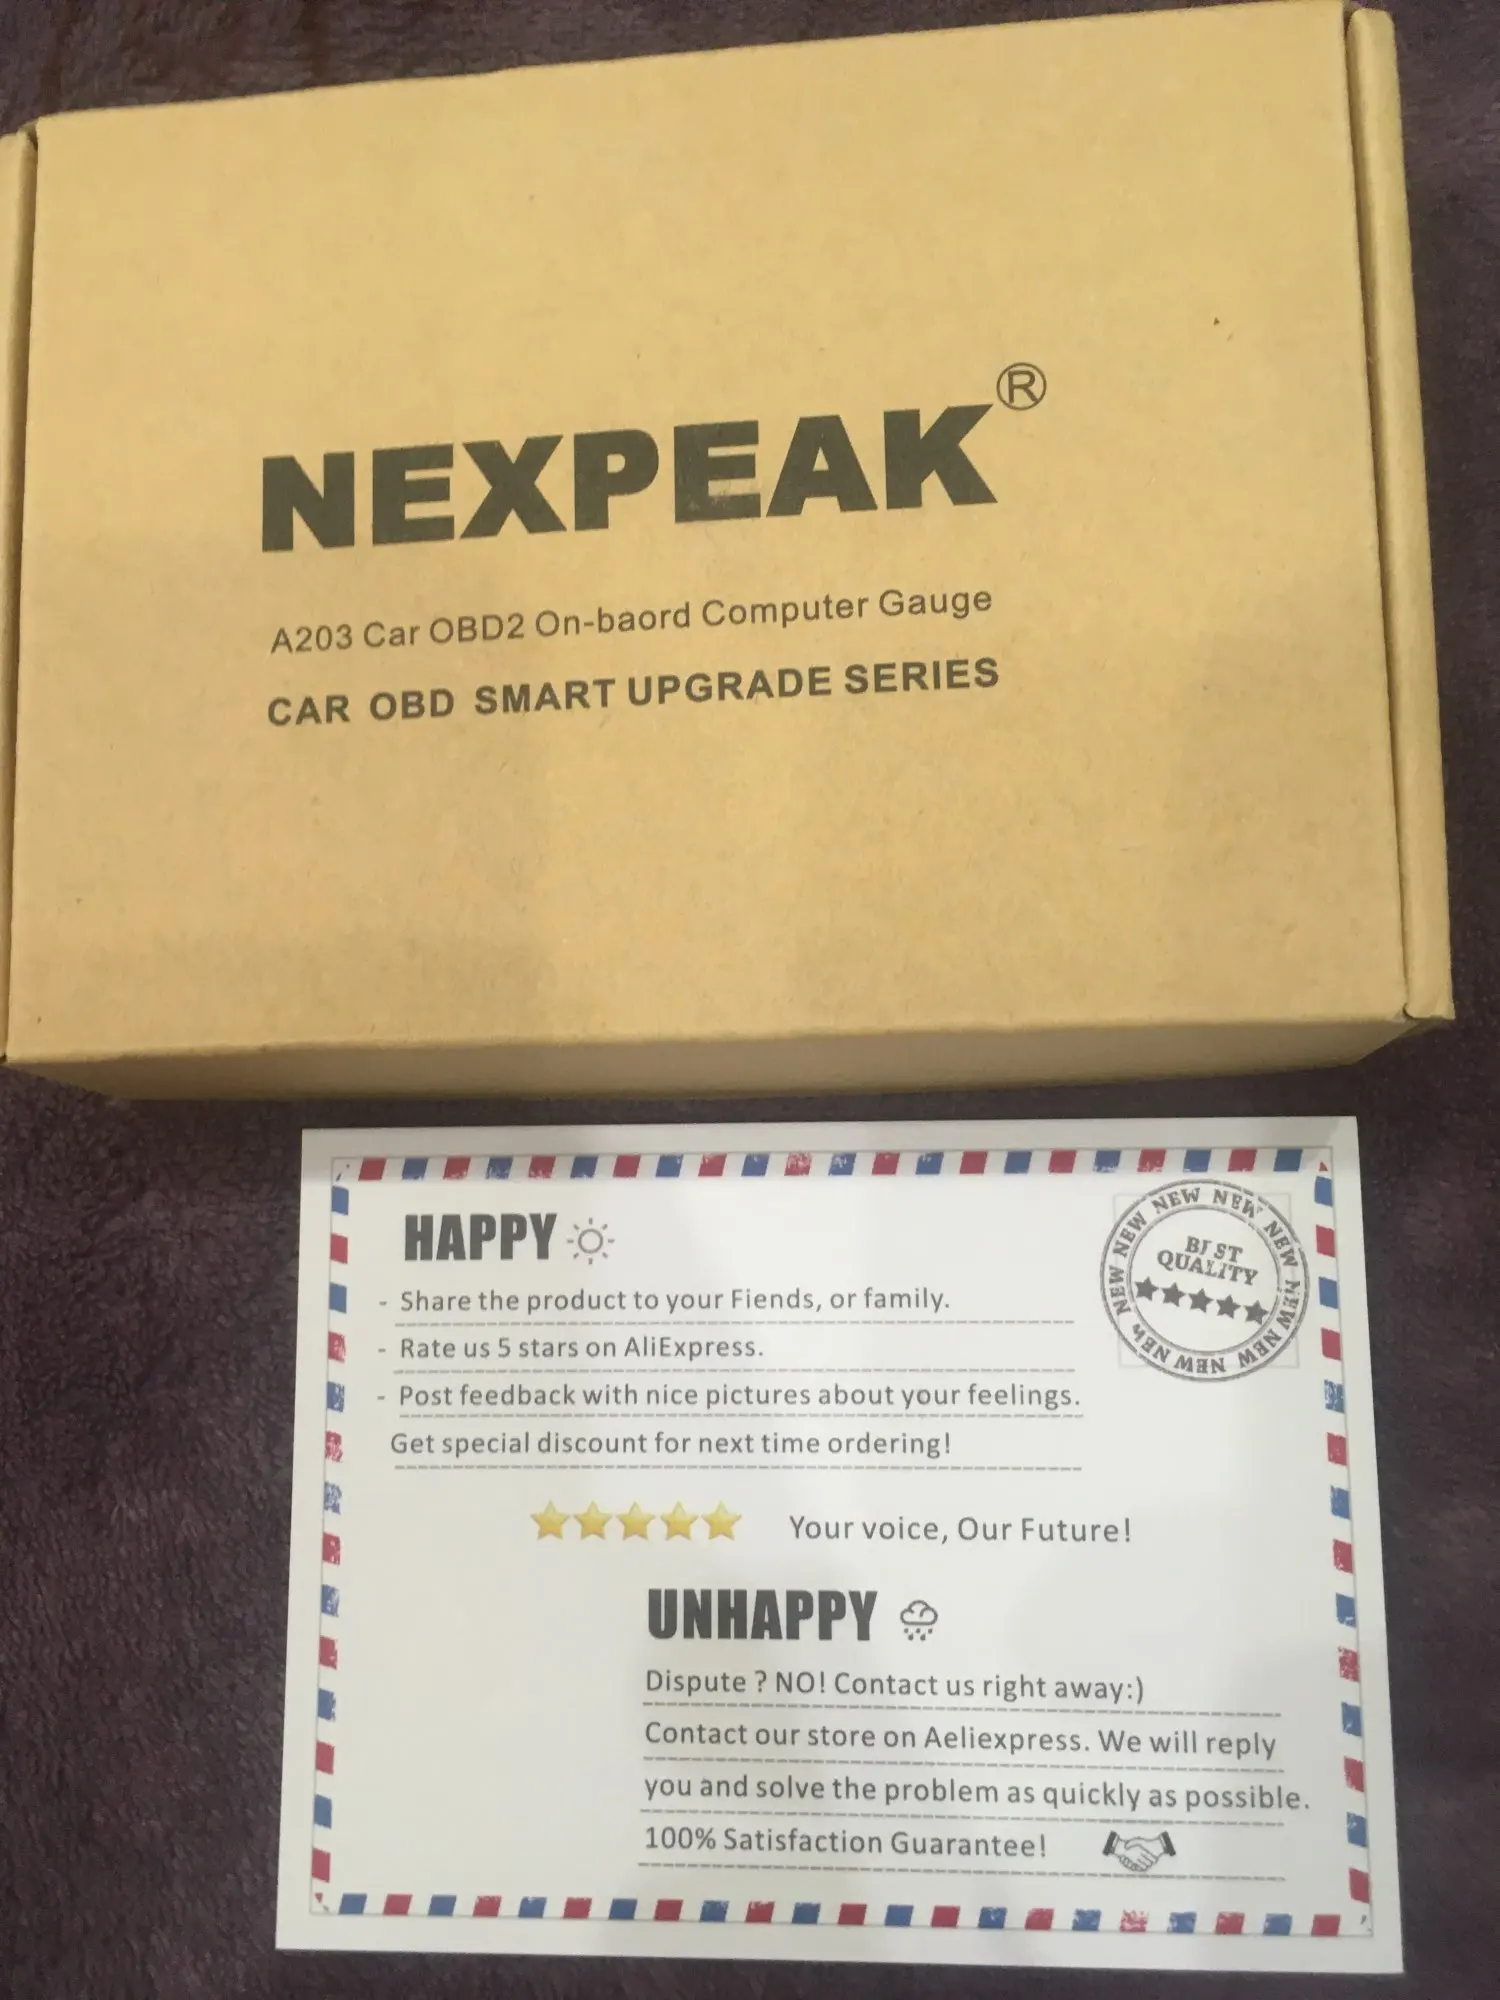 NEXPEAK®
A203 Car OBD2 On-baord Computer Gauge
CAR OBD SMART UPGRADE SERIES
HAPPY
- Share the product to your Fiends, or family.
- Rate us 5 stars on AliExpress.
- Post feedback with nice pictures about your feelings.
Get special discount for next time ordering!
Your voice, Our Future!
NEW NEW NEW NEW NEW NEW NEW NEW NEW NEW NEW
BEST
QUALITY
UNHAPPY
Dispute ? NO! Contact us right away:)
Contact our store on Aeliexpress. We will reply
you and solve the problem as quickly as possible.
100% Satisfaction Guarantee!